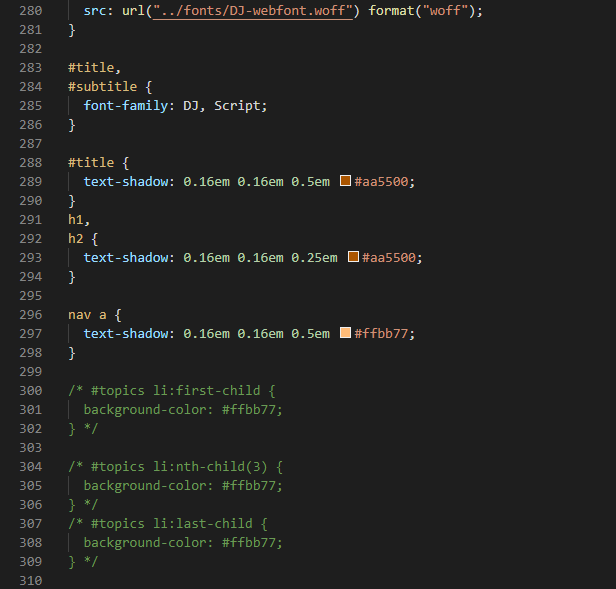 280 src: url("../fonts/DJ-webfont.woff") format("woff");
281 }
282
283 #title,
284 #subtitle {
285 font-family: DJ, Script;
286 }
287
288 #title {
289 text-shadow: 0.16em 0.16em 0.5em #aa5500;
290 }
291 h1,
292 h2 {
293 text-shadow: 0.16em 0.16em 0.25em #aa5500;
294 }
295
296 nav a {
297 text-shadow: 0.16em 0.16em 0.5em #ffbb77;
298 }
299
300 /* #topics li:first-child {
301 background-color: #ffbb77;
302 } */
303
304 /* #topics li:nth-child(3) {
305 background-color: #ffbb77;
306 } */
307 /* #topics li:last-child {
308 background-color: #ffbb77;
309 } */
310